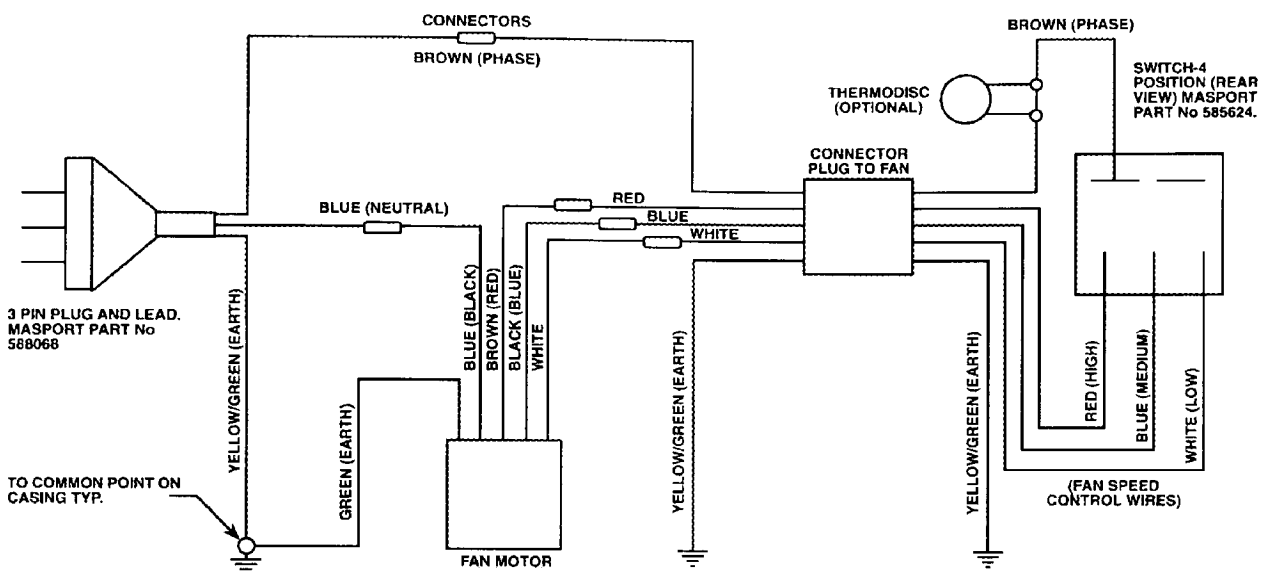 CONNECTORS
BROWN (PHASE)
BROWN (PHASE)
SWITCH-4
POSITION (REAR
VIEW) MASPORT
PART No 585624.
THERMODISC
(OPTIONAL)
CONNECTOR
PLUG TO FAN
BLUE (NEUTRAL)
RED
BLUE
WHITE
3 PIN PLUG AND LEAD.
MASPORT PART No
588068
YELLOW/GREEN (EARTH)
GREEN (EARTH)
BLUE (BLACK)
BROWN (RED)
BLACK (BLUE)
WHITE
YELLOW/GREEN (EARTH)
YELLOW/GREEN (EARTH)
RED (HIGH)
BLUE (MEDIUM)
WHITE (LOW)
(FAN SPEED
CONTROL WIRES)
TO COMMON POINT ON
CASING TYP.
FAN MOTOR